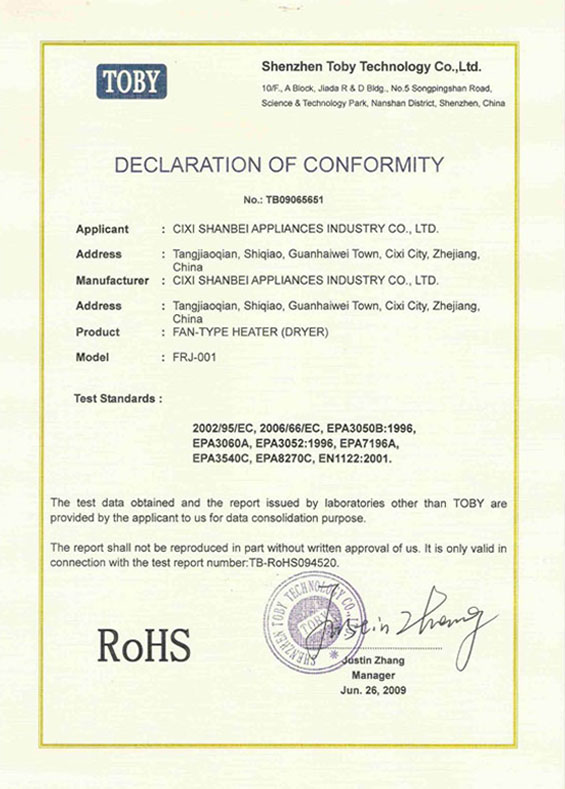 TOBY
Shenzhen Toby Technology Co.,Ltd.
10/F., A Block, Jiada R & D Bldg., No.5 Songpingshan Road,
Science & Technology Park, Nanshan District, Shenzhen, China
DECLARATION OF CONFORMITY
No.: TB09065651
Applicant : CIXI SHANBEI APPLIANCES INDUSTRY CO., LTD.
Address : Tangjiaoqian, Shiqiao, Guanhaiwei Town, Cixi City, Zhejiang,
China
Manufacturer : CIXI SHANBEI APPLIANCES INDUSTRY CO., LTD.
Address : Tangjiaoqian, Shiqiao, Guanhaiwei Town, Cixi City, Zhejiang,
China
Product : FAN-TYPE HEATER (DRYER)
Model : FRJ-001
Test Standards :
2002/95/EC, 2006/66/EC, EPA3050B:1996,
EPA3060A, EPA3052:1996, EPA7196A,
EPA3540C, EPA8270C, EN1122:2001.
The test data obtained and the report issued by laboratories other than TOBY are
provided by the applicant to us for data consolidation purpose.
The report shall not be reproduced in part without written approval of us. It is only valid in
connection with the test report number:TB-RoHS094520.
SHENZHEN TOBY TECHNOLOGY CO.,
TOBY
Justin Zhang
RoHS
Justin Zhang
Manager
Jun. 26, 2009